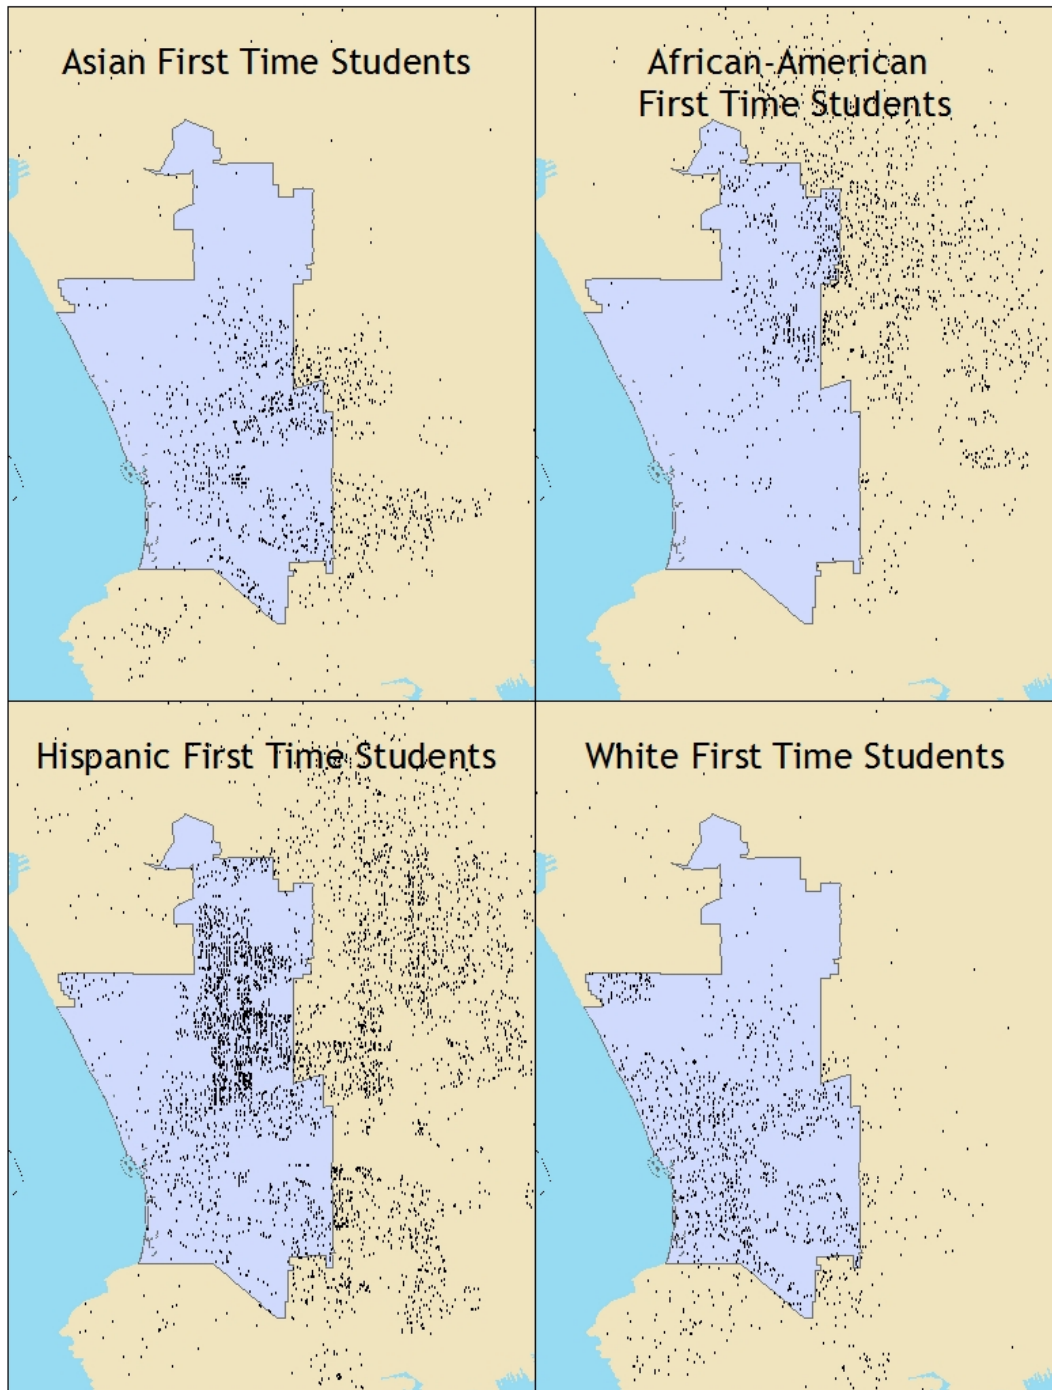 Asian First Time Students
African-American
First Time Students
Hispanic First Time Students
White First Time Students